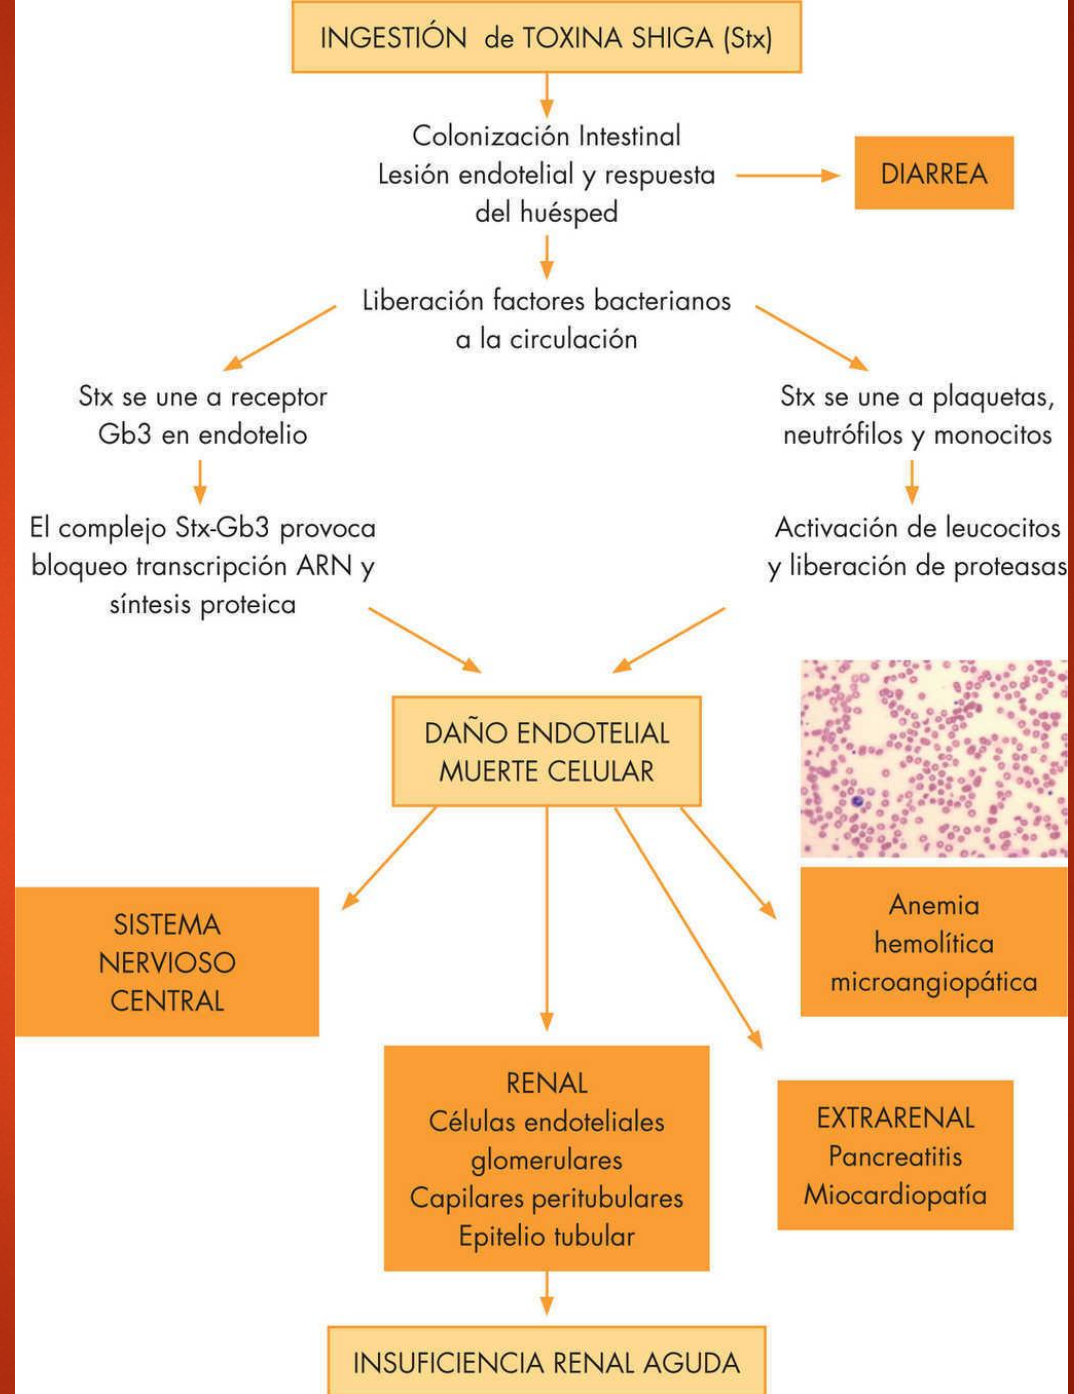 INGESTIÓN de TOXINA SHIGA (Stx)
Colonización Intestinal
Lesión endotelial y respuesta
del huésped
DIARREA
Liberación factores bacterianos
a la circulación
Stx se une a receptor
Gb3 en endotelio
Stx se une a plaquetas,
neutrófilos y monocitos
El complejo Stx-Gb3 provoca
bloqueo transcripción ARN y
síntesis proteica
Activación de leucocitos
y liberación de proteasas
DAÑO ENDOTELIAL
MUERTE CELULAR
SISTEMA
NERVIOSO
CENTRAL
Anemia
hemolítica
microangiopática
RENAL
Células endoteliales
glomerulares
Capilares peritubulares
Epitelio tubular
EXTRARENAL
Pancreatitis
Miocardiopatía
INSUFICIENCIA RENAL AGUDA